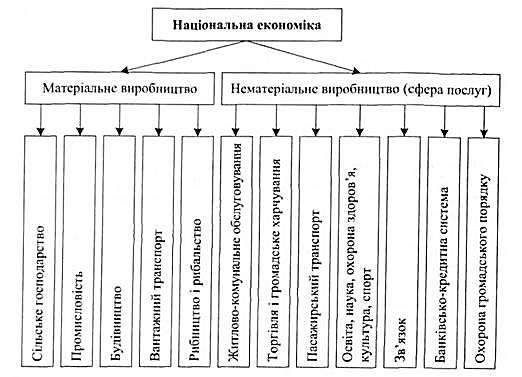 Національна економіка
Матеріальне виробництво
Нематеріальне виробництво (сфера послуг)
Сільське господарство
Промисловість
Будівництво
Вантажний транспорт
Рибництво і рибальство
Житлово-комунальне обслуговування
Торгівля і громадське харчування
Пасажирський транспорт
Освіта, наука, охорона здоров’я,
культура, спорт
Зв’язок
Банківсько-кредитна система
Охорона громадського порядку